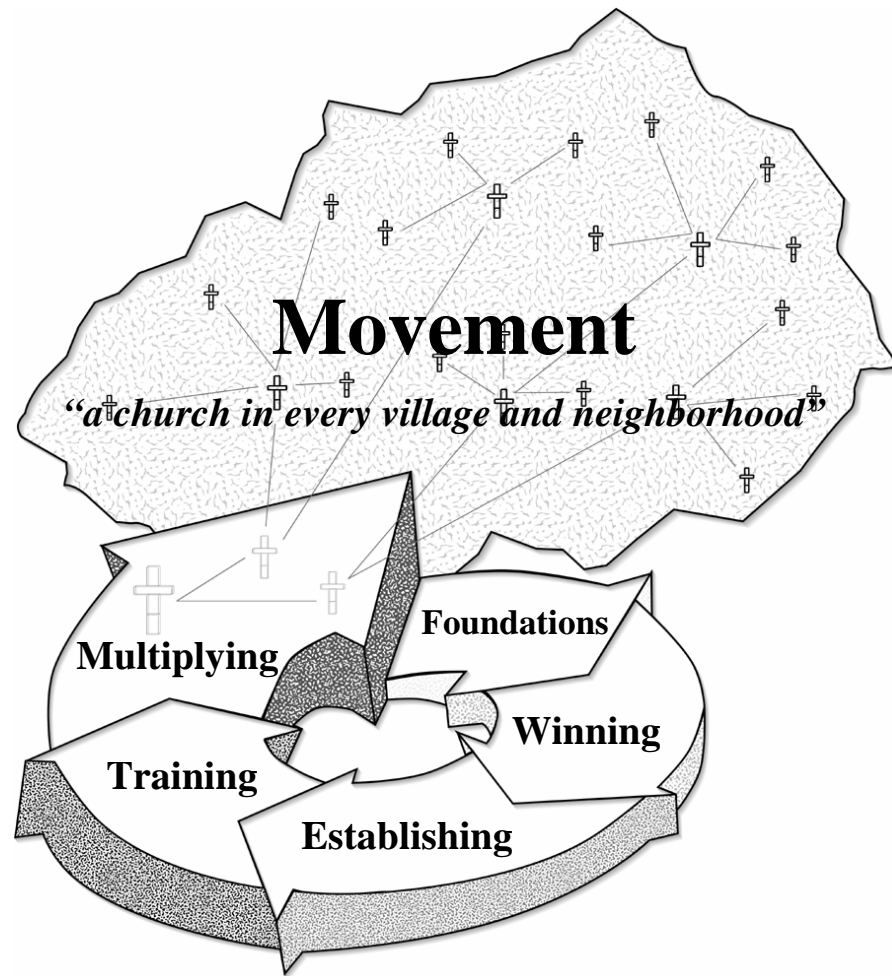 Movement
“a church in every village and neighborhood”
Foundations
Multiplying
Winning
Training
Establishing